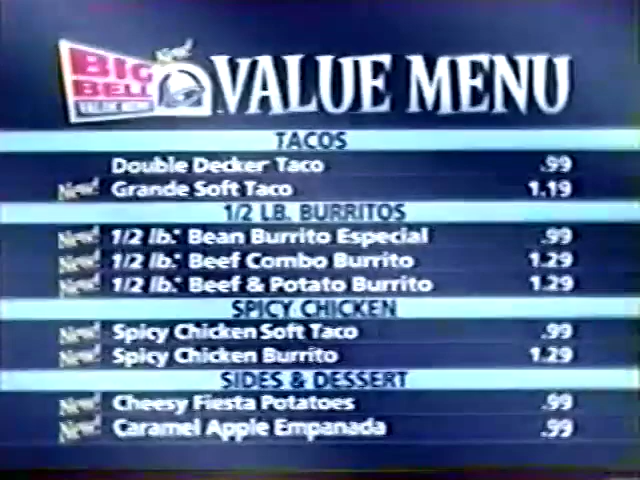 New!
BIG
BELL
VALUE MENU
VALUE MENU
TACOS
Double Decker Taco .99
New! Grande Soft Taco 1.19
1/2 LB. BURRITOS
New! 1/2 lb.* Bean Burrito Especial .99
New! 1/2 lb.* Beef Combo Burrito 1.29
New! 1/2 lb.* Beef & Potato Burrito 1.29
SPICY CHICKEN
New! Spicy Chicken Soft Taco .99
New! Spicy Chicken Burrito 1.29
SIDES & DESSERT
New! Cheesy Fiesta Potatoes .99
New! Caramel Apple Empanada .99